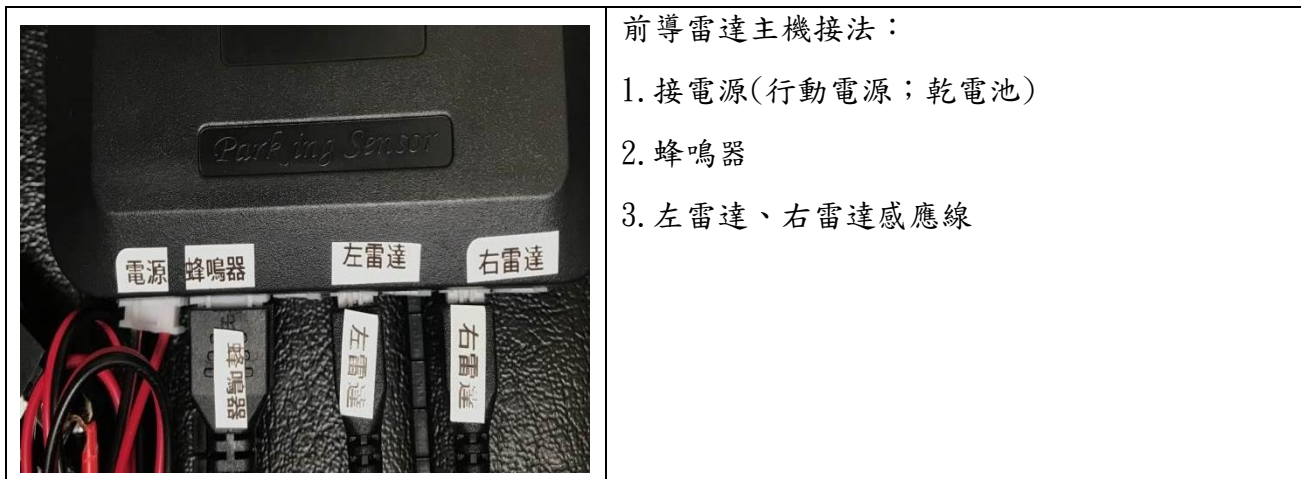 Parking Sensor
電源
蜂鳴器
左雷達
右雷達
蜂鳴器
左雷達
右雷達
前導雷達主機接法：
1.接電源(行動電源；乾電池)
2.蜂鳴器
3.左雷達、右雷達感應線